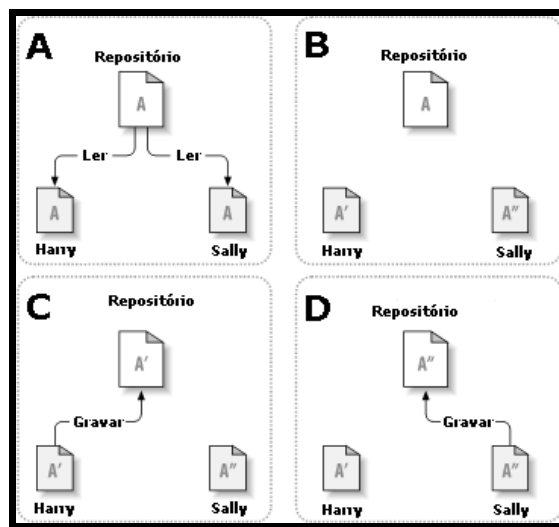 A
Repositório
A
Ler
Ler
A
A
Harry
Sally
B
Repositório
A
A'
A"
Harry
Sally
C
Repositório
A'
Gravar
A'
A"
Harry
Sally
D
Repositório
A"
Gravar
A'
A"
Harry
Sally